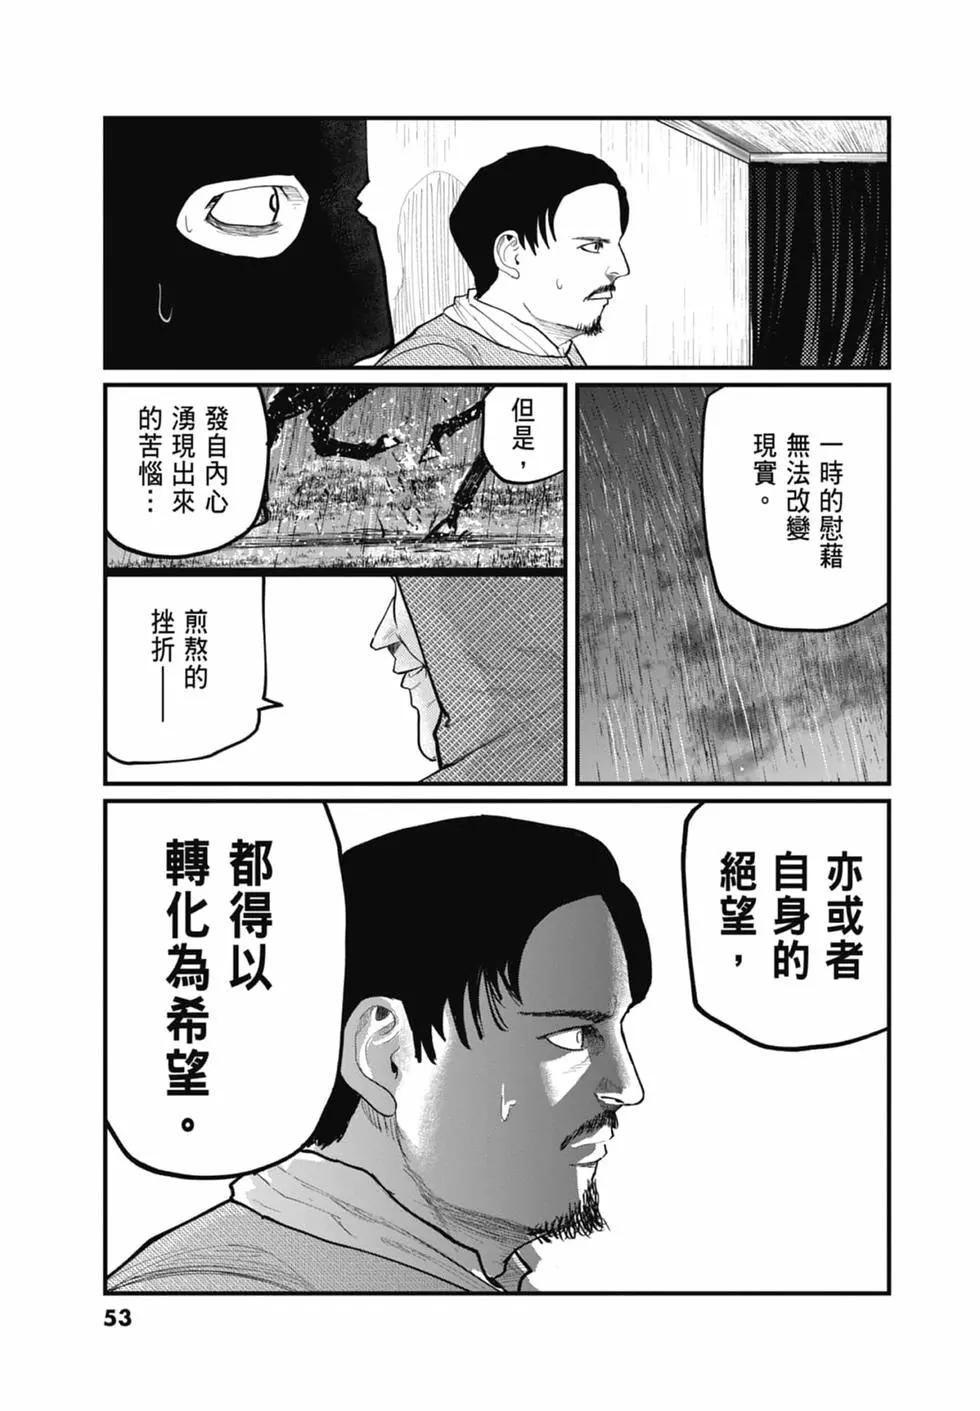 一時的慰藉
無法改變
現實。
但是，
發自內心
湧現出來
的苦惱…
煎熬的
挫折——
亦或者
自身的
絕望，
都得以
轉化為希望。
53